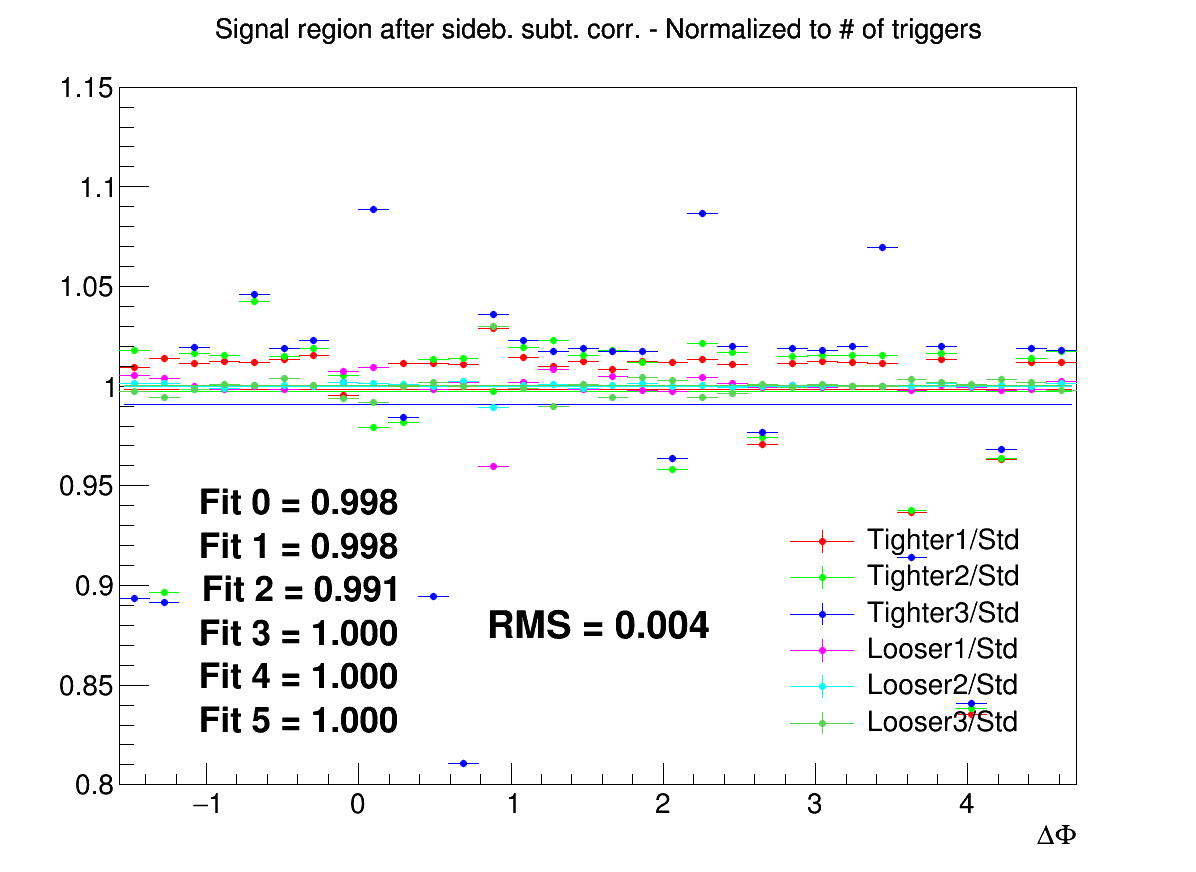 Signal region after sideb. subt. corr. - Normalized to # of triggers
1.15
1.1
1.05
1
0.95
0.9
0.85
0.8
Fit 0 = 0.998
Fit 1 = 0.998
Fit 2 = 0.991
Fit 3 = 1.000
Fit 4 = 1.000
Fit 5 = 1.000
RMS = 0.004
Tighter1/Std
Tighter2/Std
Tighter3/Std
Looser1/Std
Looser2/Std
Looser3/Std
−1 0 1 2 3 4
ΔΦ